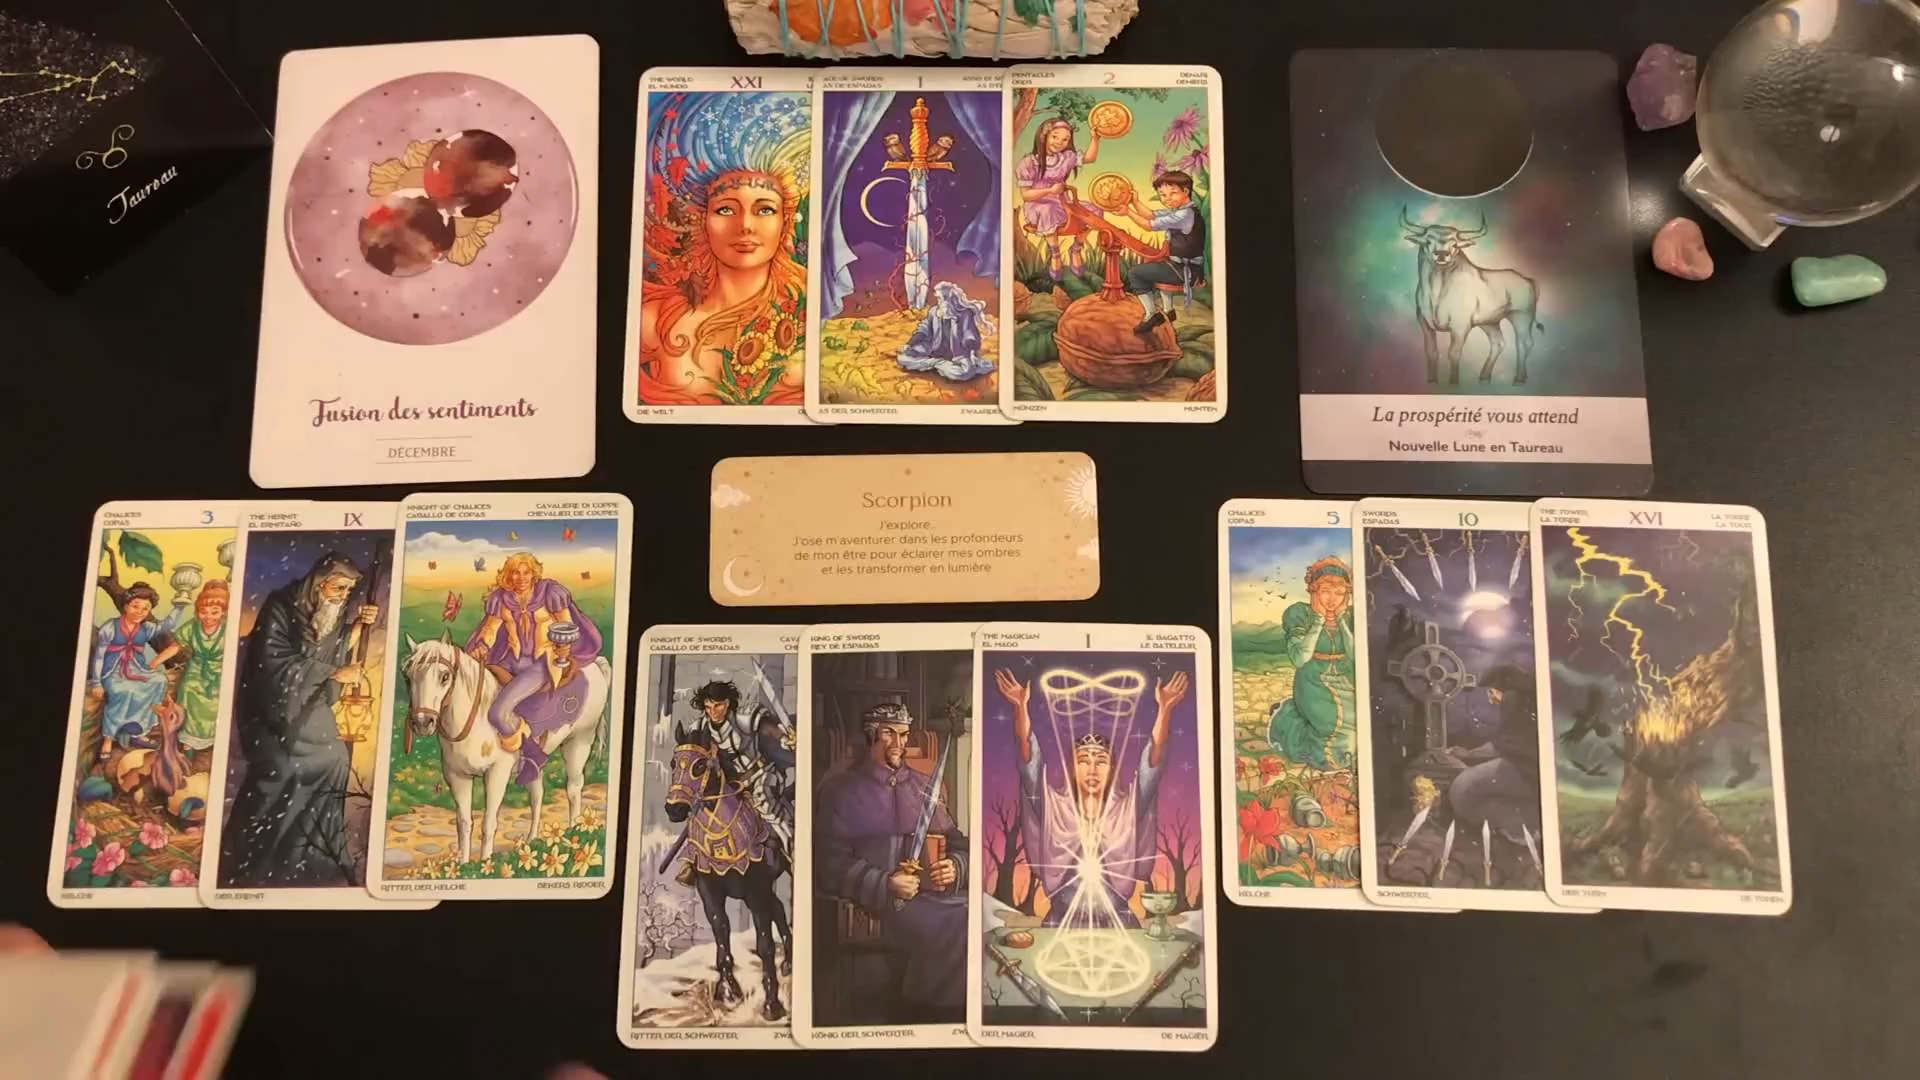 Taureau
Fusion des sentiments
DÉCEMBRE
THE WORLD
EL MUNDO
XXI
DIE WELT
ACE OF SWORDS
AS DE ESPADAS
I
ASSO DI
AS DER SCHWERTER
PENTACLES
OROS
2
DENARI
DENIERS
MÜNZEN
MUNTEN
La prospérité vous attend
Nouvelle Lune en Taureau
Scorpion
J'explore..
J'ose m'aventurer dans les profondeurs
de mon être pour éclairer mes ombres
et les transformer en lumière
CHALICES
COPAS
3
KELCHE
THE HERMIT
EL ERMITAÑO
IX
DER EREMIT
KNIGHT OF CHALICES
CABALLO DE COPAS
CAVALIERE DI COPPE
CHEVALIER DE COUPES
RITTER DER KELCHE
BEKERS RIDDER
KNIGHT OF SWORDS
CABALLO DE ESPADAS
RITTER DER SCHWERTER
KING OF SWORDS
REY DE ESPADAS
KÖNIG DER SCHWERTER
THE MAGICIAN
EL MAGO
I
IL BAGATTO
LE BATELEUR
DER MAGIER
DE MAGIËR
CHALICES
COPAS
5
KELCHE
SWORDS
ESPADAS
10
SCHWERTER
THE TOWER
LA TORRE
XVI
LA TORRE
LA TOUR
DER TURM
DE TOREN